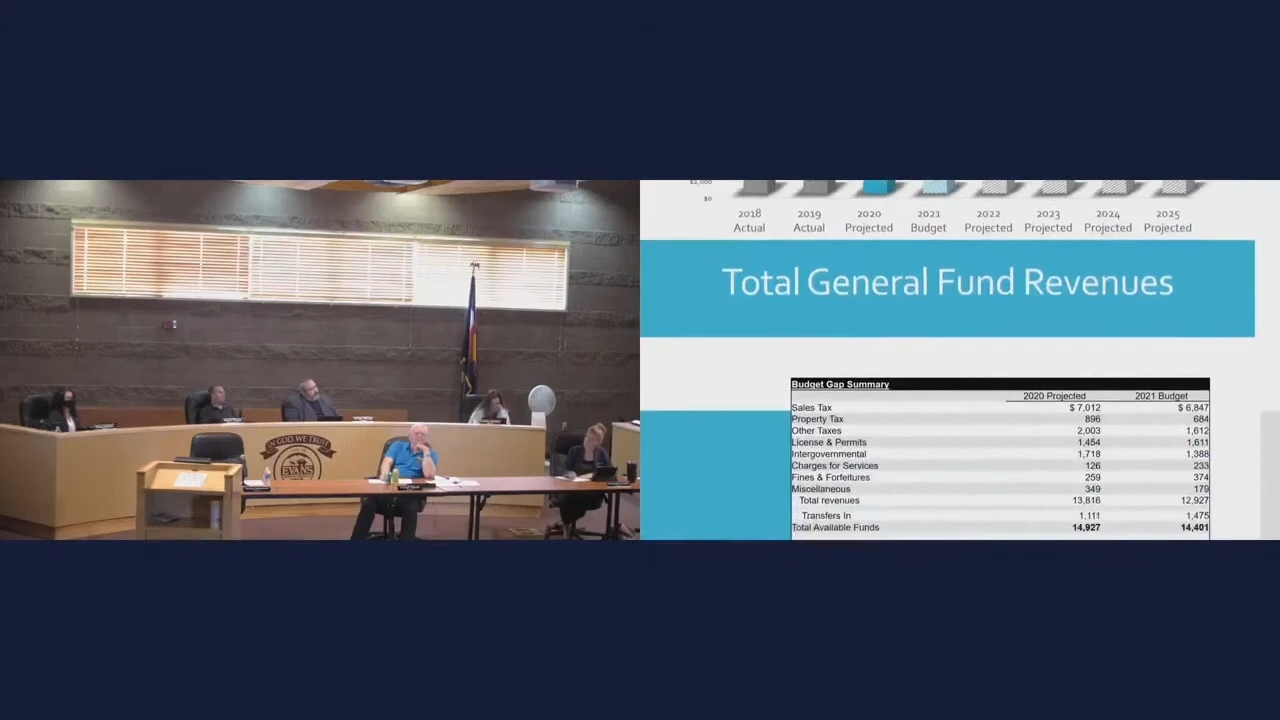 IN GOD WE TRUST
EVANS
$2,000
$0
2018 2019 2020 2021 2022 2023 2024 2025
Actual Actual Projected Budget Projected Projected Projected Projected
Total General Fund Revenues
Budget Gap Summary
2020 Projected 2021 Budget
Sales Tax $ 7,012 $ 6,847
Property Tax 896 684
Other Taxes 2,003 1,612
License & Permits 1,454 1,611
Intergovernmental 1,718 1,388
Charges for Services 126 233
Fines & Forfeitures 259 374
Miscellaneous 349 179
Total revenues 13,816 12,927
Transfers In 1,111 1,475
Total Available Funds 14,927 14,401